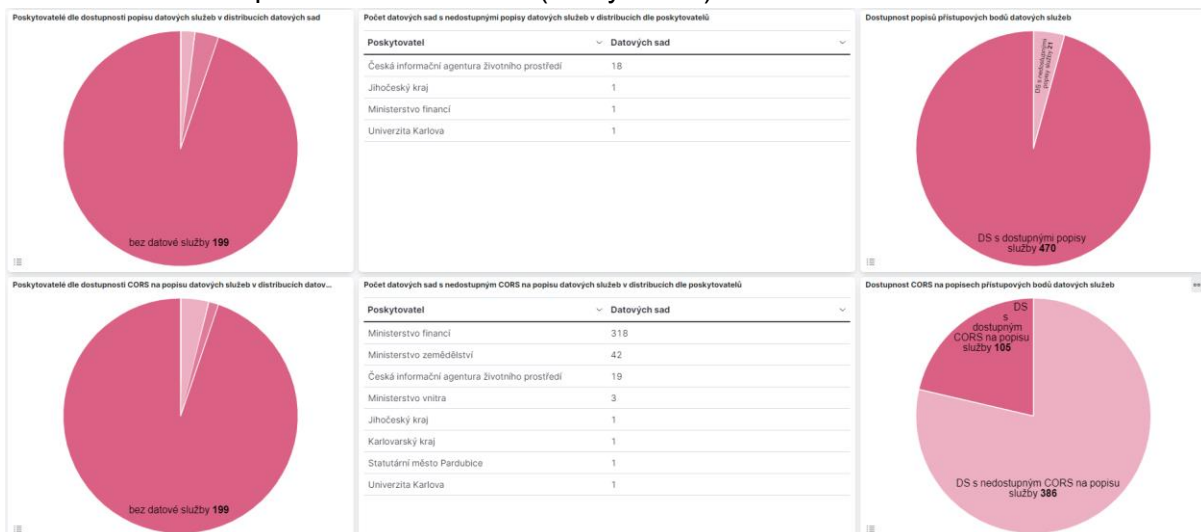 Poskytovatelé dle dostupnosti popisu datových služeb v distribucích datových sad
bez datové služby 199
Počet datových sad s nedostupnými popisy datových služeb v distribucích dle poskytovatelů
Poskytovatel Datových sad
Česká informační agentura životního prostředí 18
Jihočeský kraj 1
Ministerstvo financí 1
Univerzita Karlova 1
Dostupnost popisů přístupových bodů datových služeb
DS s nedostupnými
popisy služby 21
DS s dostupnými popisy
služby 470
Poskytovatelé dle dostupnosti CORS na popisu datových služeb v distribucích datov...
bez datové služby 199
Počet datových sad s nedostupným CORS na popisu datových služeb v distribucích dle poskytovatelů
Poskytovatel Datových sad
Ministerstvo financí 318
Ministerstvo zemědělství 42
Česká informační agentura životního prostředí 19
Ministerstvo vnitra 3
Jihočeský kraj 1
Karlovarský kraj 1
Statutární město Pardubice 1
Univerzita Karlova 1
Dostupnost CORS na popisech přístupových bodů datových služeb
DS
s
dostupným
CORS na popisu
služby 105
DS s nedostupným CORS na popisu
služby 386